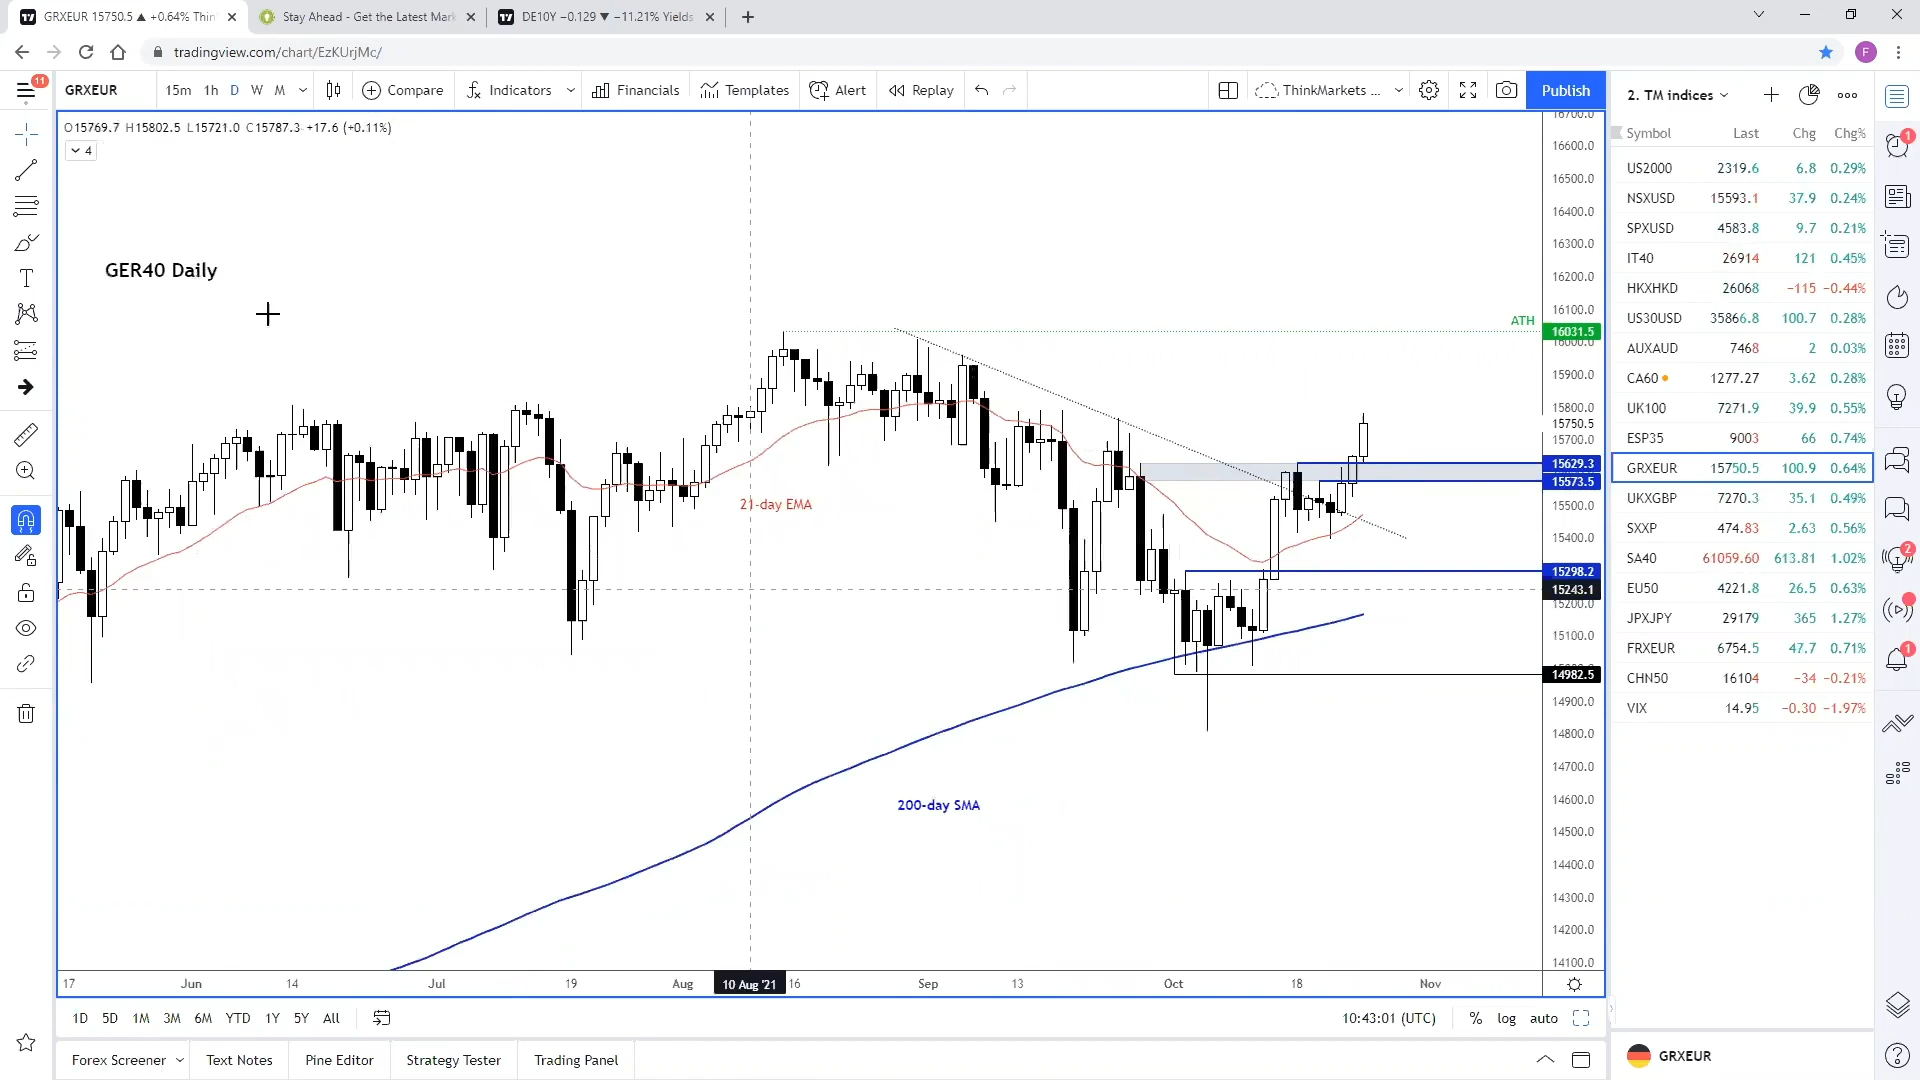 GRXEUR 15750.5 ▲ +0.64% Thin
Stay Ahead - Get the Latest Mark
DE10Y −0.129 ▼ −11.21% Yields
tradingview.com/chart/EzKUrjMc/
F
11
GRXEUR 15m 1h D W M Compare Indicators Financials Templates Alert Replay ThinkMarkets ... Publish
O15769.7 H15802.5 L15721.0 C15787.3 +17.6 (+0.11%)
4
GER40 Daily
21-day EMA
200-day SMA
ATH
16700.0
16600.0
16500.0
16400.0
16300.0
16200.0
16100.0
16031.5
16000.0
15900.0
15800.0
15750.5
15700.0
15629.3
15573.5
15500.0
15400.0
15298.2
15243.1
15200.0
15100.0
14982.5
14900.0
14800.0
14700.0
14600.0
14500.0
14400.0
14300.0
14200.0
14100.0
17 Jun 14 Jul 19 Aug 10 Aug '21 16 Sep 13 Oct 18 Nov
1D 5D 1M 3M 6M YTD 1Y 5Y All 10:43:01 (UTC) % log auto
Forex Screener Text Notes Pine Editor Strategy Tester Trading Panel
2. TM indices
Symbol Last Chg Chg%
US2000 2319.6 6.8 0.29%
NSXUSD 15593.1 37.9 0.24%
SPXUSD 4583.8 9.7 0.21%
IT40 26914 121 0.45%
HKXHKD 26068 −115 −0.44%
US30USD 35866.8 100.7 0.28%
AUXAUD 7468 2 0.03%
CA60 1277.27 3.62 0.28%
UK100 7271.9 39.9 0.55%
ESP35 9003 66 0.74%
GRXEUR 15750.5 100.9 0.64%
UKXGBP 7270.3 35.1 0.49%
SXXP 474.83 2.63 0.56%
SA40 61059.60 613.81 1.02%
EU50 4221.8 26.5 0.63%
JPXJPY 29179 365 1.27%
FRXEUR 6754.5 47.7 0.71%
CHN50 16104 −34 −0.21%
VIX 14.95 −0.30 −1.97%
GRXEUR
1
2
1